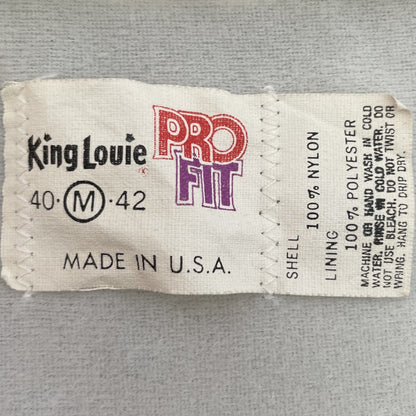 King Louie®
PRO
FIT
40·M·42
MADE IN U.S.A.
SHELL
100% NYLON
LINING
100% POLYESTER
MACHINE OR HAND WASH IN COLD
WATER, RINSE IN COLD WATER. DO
NOT USE BLEACH. DO NOT TWIST OR
WRING. HANG TO DRIP DRY.